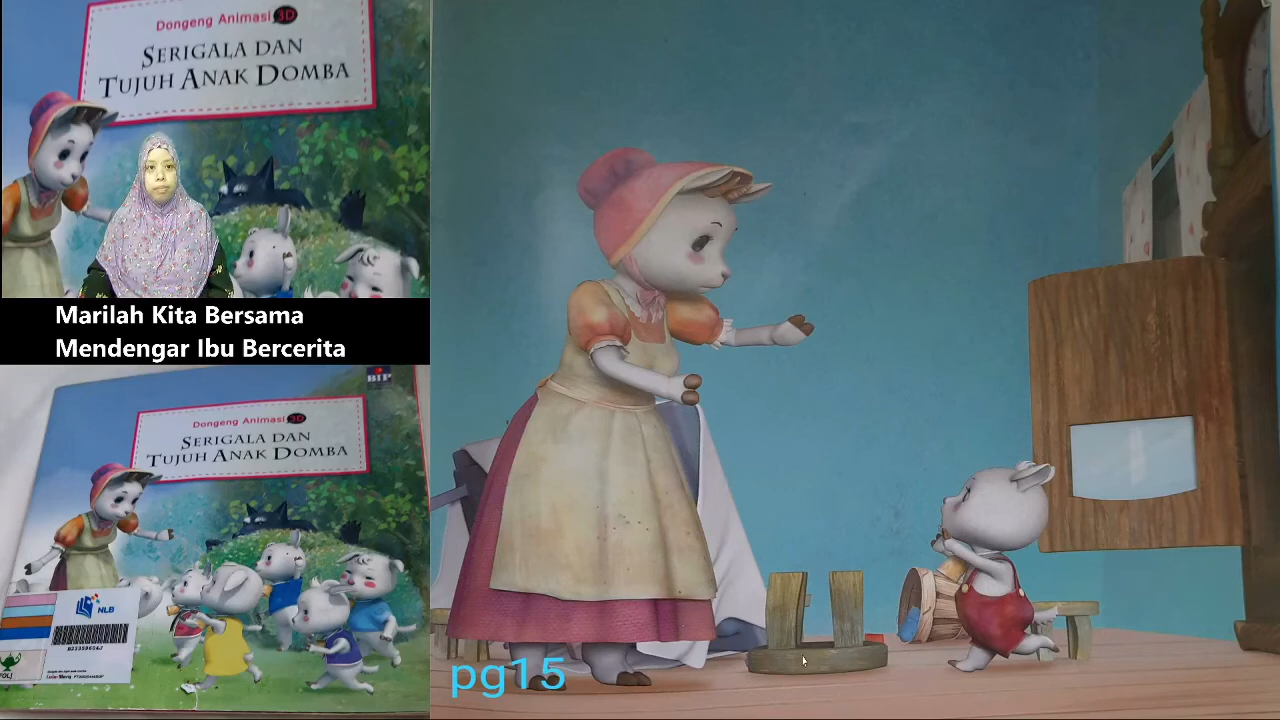 Dongeng Animasi 3D
SERIGALA DAN
TUJUH ANAK DOMBA
Marilah Kita Bersama
Mendengar Ibu Bercerita
BIP
Dongeng Animasi 3D
SERIGALA DAN
TUJUH ANAK DOMBA
NLB
pg15